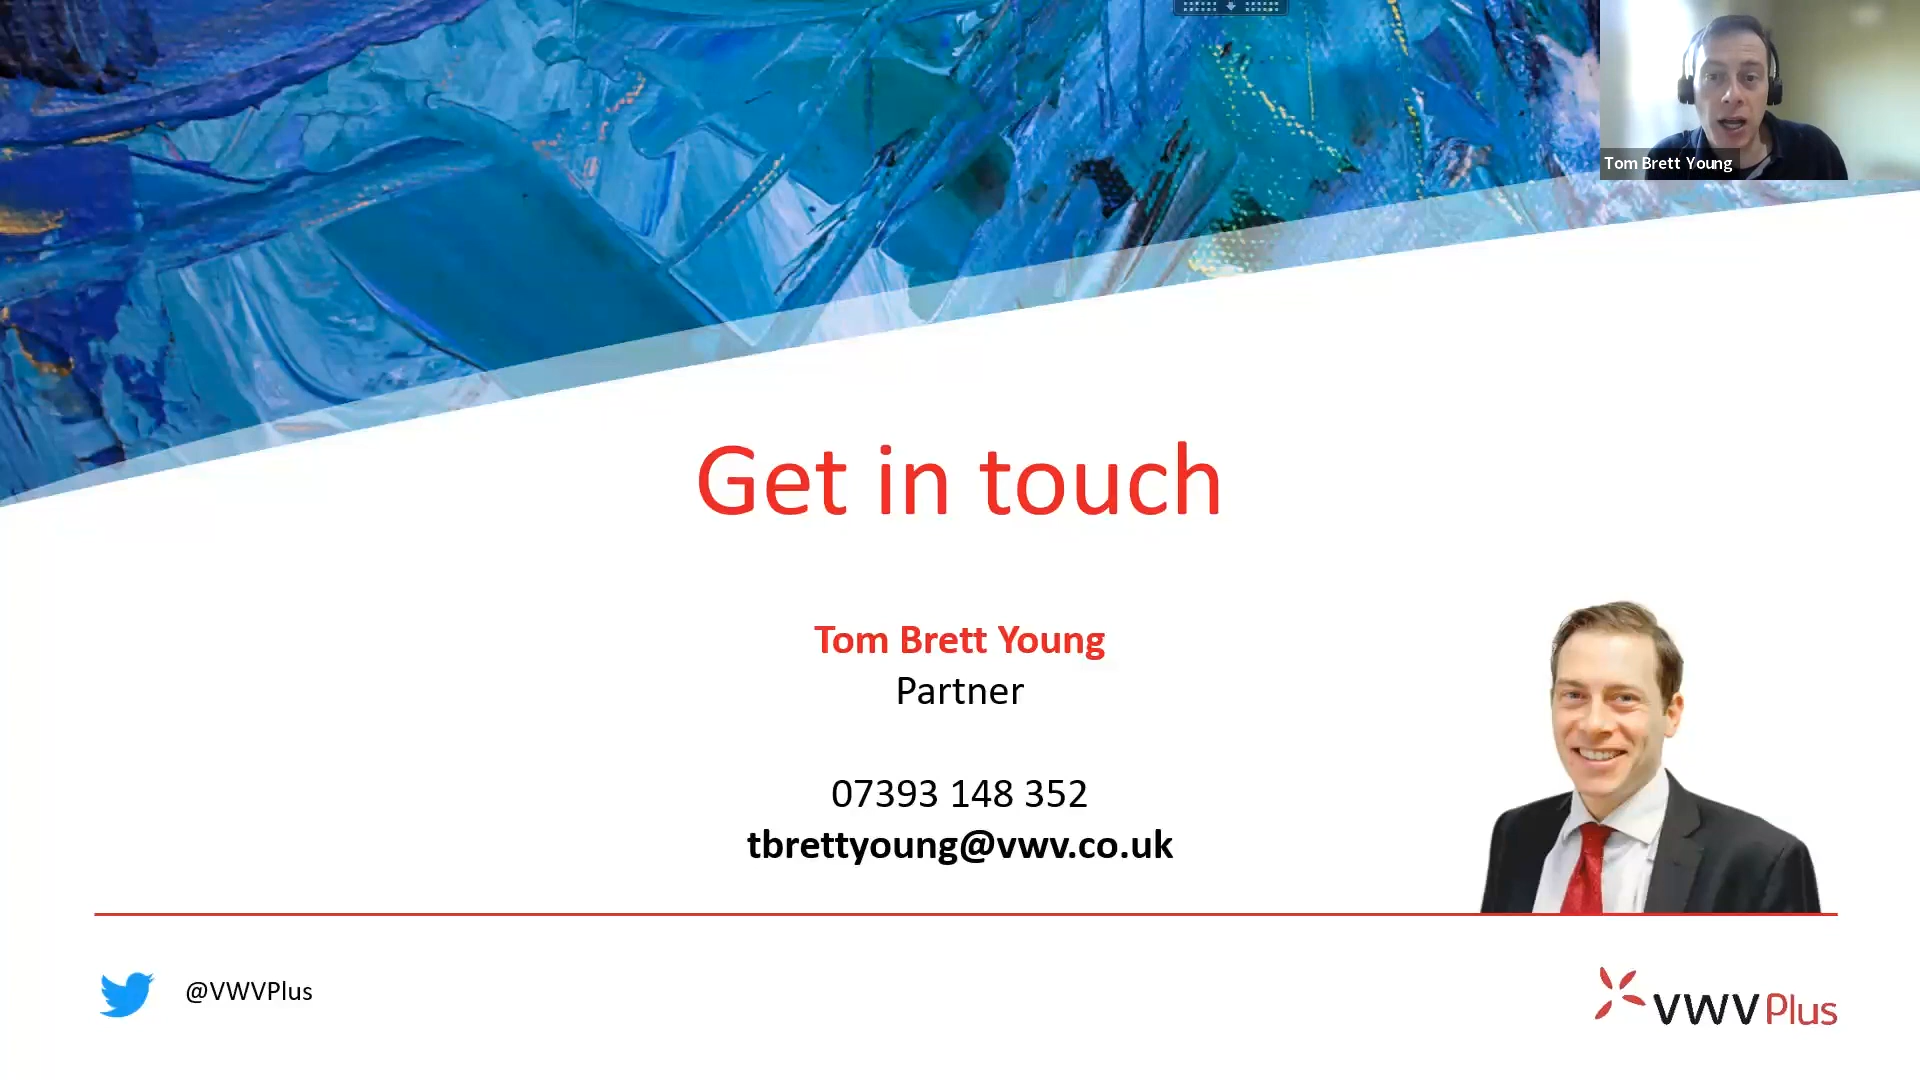 Tom Brett Young
Get in touch
Tom Brett Young
Partner
07393 148 352
tbrettyoung@vwv.co.uk
@VWVPlus
VWV Plus